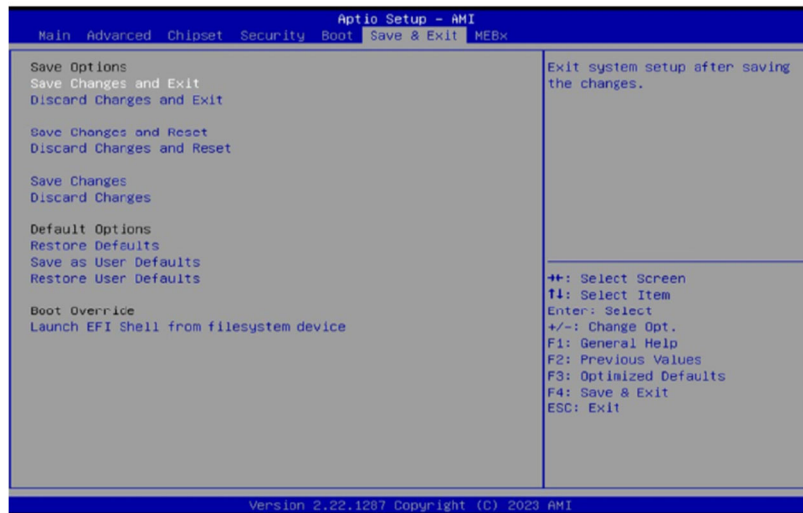 Aptio Setup – AMI
Main Advanced Chipset Security Boot Save & Exit MEBx
Save Options
Save Changes and Exit
Discard Changes and Exit
Save Changes and Reset
Discard Changes and Reset
Save Changes
Discard Changes
Default Options
Restore Defaults
Save as User Defaults
Restore User Defaults
Boot Override
Launch EFI Shell from filesystem device
Exit system setup after saving
the changes.
→←: Select Screen
↑↓: Select Item
Enter: Select
+/-: Change Opt.
F1: General Help
F2: Previous Values
F3: Optimized Defaults
F4: Save & Exit
ESC: Exit
Version 2.22.1287 Copyright (C) 2023 AMI